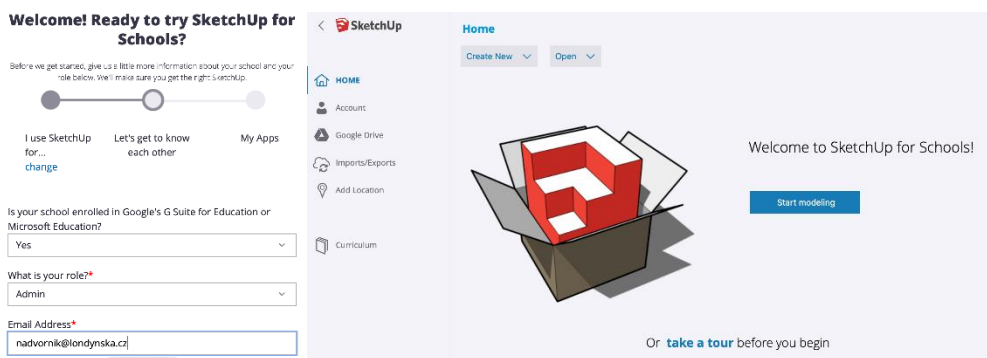 Welcome! Ready to try SketchUp for
Schools?
Before we get started, give us a little more information about your school and your
role below. We'll make sure you get the right SketchUp.
I use SketchUp
for...
change
Let's get to know
each other
My Apps
Is your school enrolled in Google's G Suite for Education or
Microsoft Education?
Yes
What is your role?*
Admin
Email Address*
nadvornik@londynska.cz
SketchUp
HOME
Account
Google Drive
Imports/Exports
Add Location
Curriculum
Home
Create New
Open
Welcome to SketchUp for Schools!
Start modeling
Or take a tour before you begin